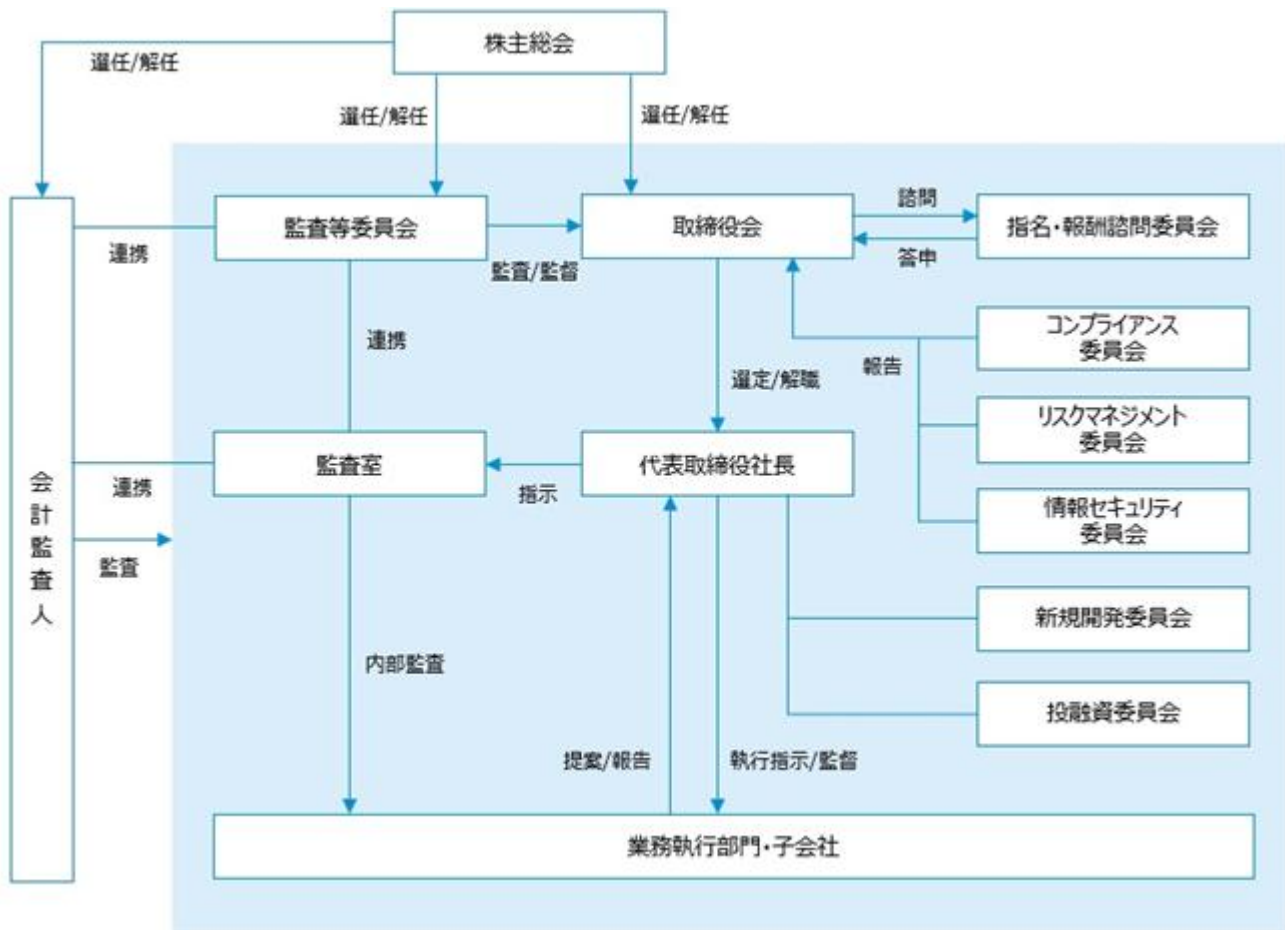 株主総会
選任/解任
選任/解任
選任/解任
監査等委員会
取締役会
諮問
指名・報酬諮問委員会
連携
監査/監督
答申
コンプライアンス
委員会
連携
報告
選定/解職
リスクマネジメント
委員会
監査室
代表取締役社長
連携
指示
会計監査人
情報セキュリティ
委員会
監査
新規開発委員会
内部監査
投融資委員会
提案/報告
執行指示/監督
業務執行部門・子会社